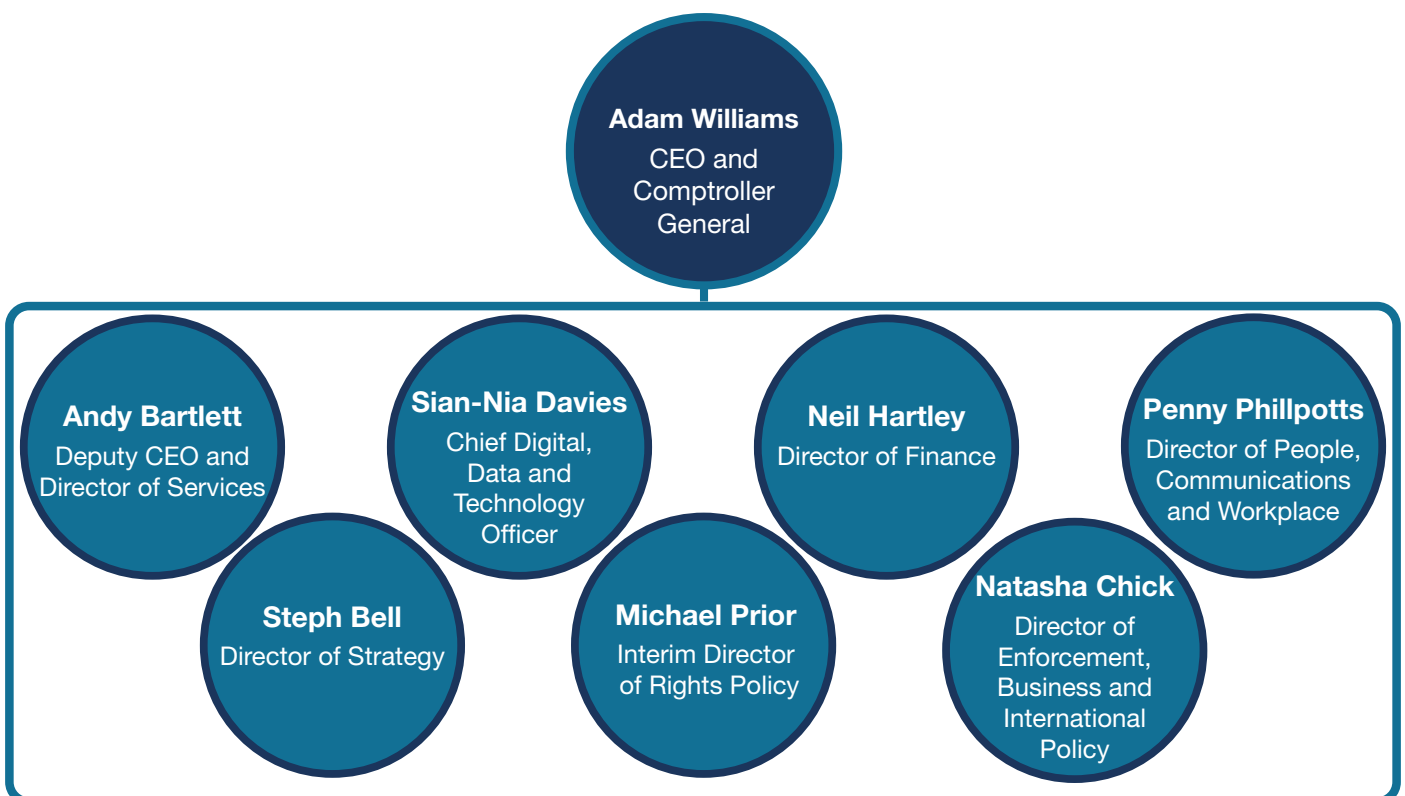 Adam Williams
CEO and
Comptroller
General
Andy Bartlett
Deputy CEO and
Director of Services
Sian-Nia Davies
Chief Digital,
Data and
Technology
Officer
Neil Hartley
Director of Finance
Penny Phillpotts
Director of People,
Communications
and Workplace
Steph Bell
Director of Strategy
Michael Prior
Interim Director
of Rights Policy
Natasha Chick
Director of
Enforcement,
Business and
International
Policy